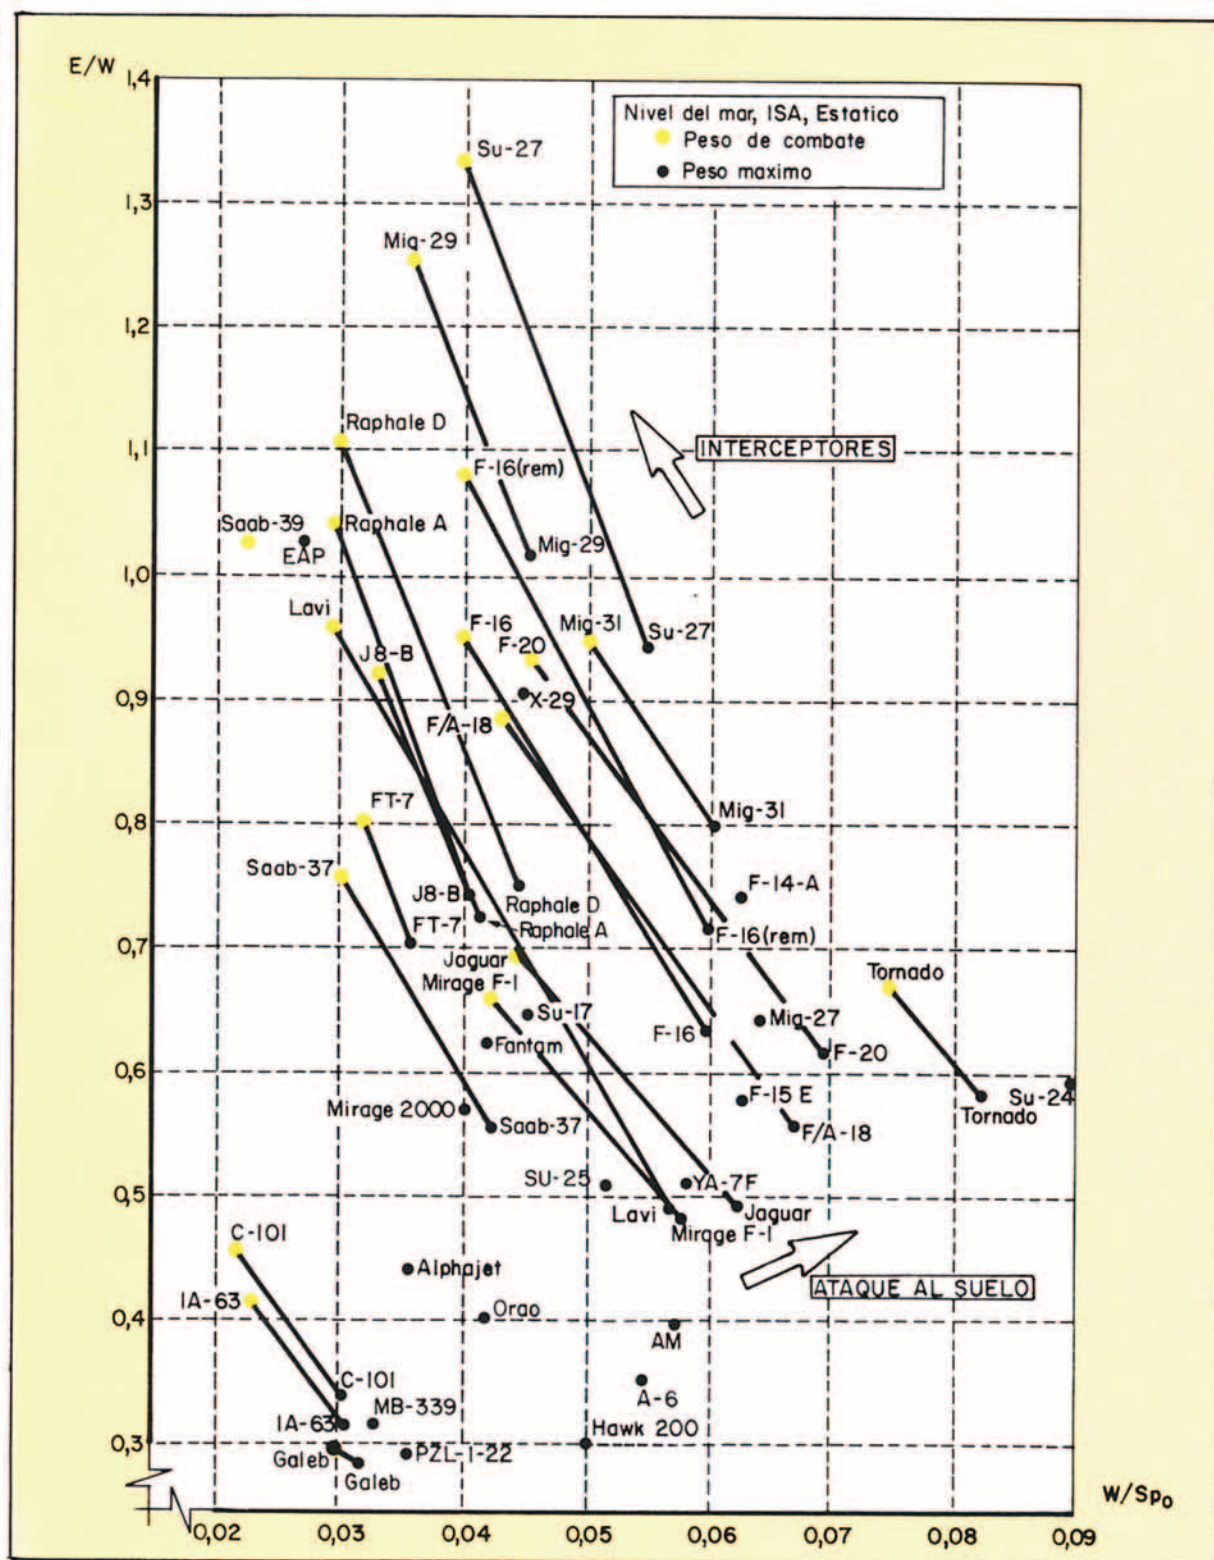 E/W
1,4
Nivel del mar, ISA, Estatico
Peso de combate
Peso maximo
Su-27
1,3
Mig-29
1,2
Raphale D
1,1
INTERCEPTORES
F-16(rem)
Saab-39
Raphale A
EAP
Mig-29
1,0
Lavi
F-16
Mig-31
Su-27
F-20
J8-B
0,9
X-29
F/A-18
FT-7
Mig-31
0,8
Saab-37
F-14-A
J8-B
Raphale D
FT-7
Raphale A
F-16(rem)
0,7
Jaguar
Tornado
Mirage F-1
Su-17
Mig-27
F-16
Fantam
F-20
0,6
F-15 E
Su-24
Mirage 2000
Tornado
Saab-37
F/A-18
SU-25
YA-7F
0,5
Lavi
Jaguar
Mirage F-1
C-101
Alphajet
ATAQUE AL SUELO
IA-63
Orao
0,4
AM
C-101
A-6
MB-339
IA-63
Hawk 200
0,3
Galeb
PZL-1-22
Galeb
W/Spo
0,02 0,03 0,04 0,05 0,06 0,07 0,08 0,09